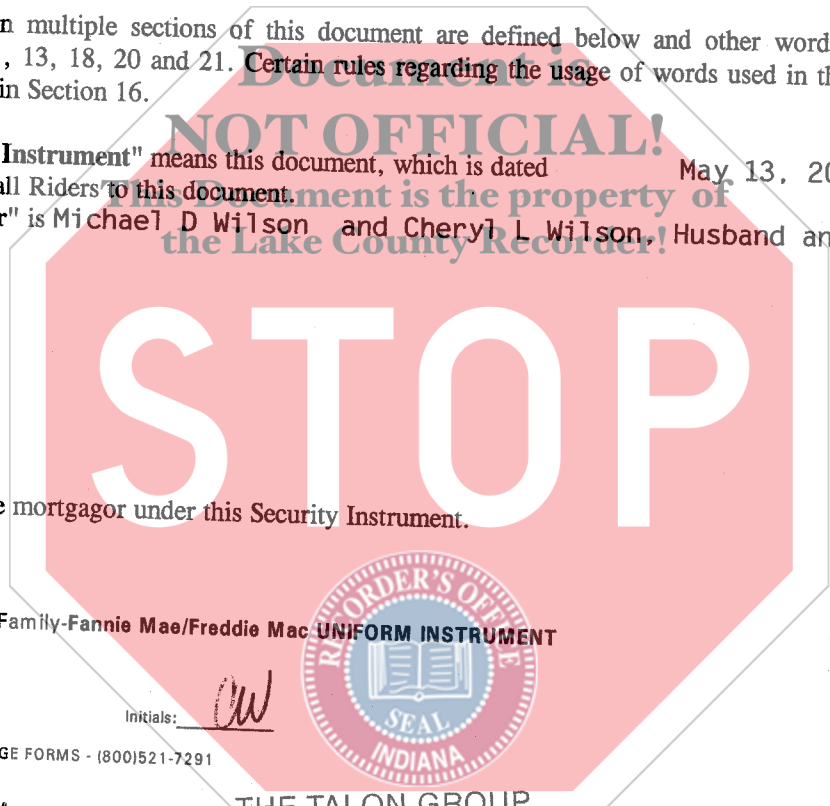 n multiple sections of this document are defined below and other word
, 13, 18, 20 and 21. Certain rules regarding the usage of words used in th
in Section 16.
Document is
NOT OFFICIAL!
Instrument" means this document, which is dated May 13, 20
all Riders to this document.
This Document is the property of
r" is Michael D Wilson and Cheryl L Wilson, Husband an
the Lake County Recorder!
STOP
e mortgagor under this Security Instrument.
RECORDER'S OFFICE
Family-Fannie Mae/Freddie Mac UNIFORM INSTRUMENT
SEAL
INDIANA
Initials: CW
GE FORMS - (800)521-7291
THE TALON GROUP